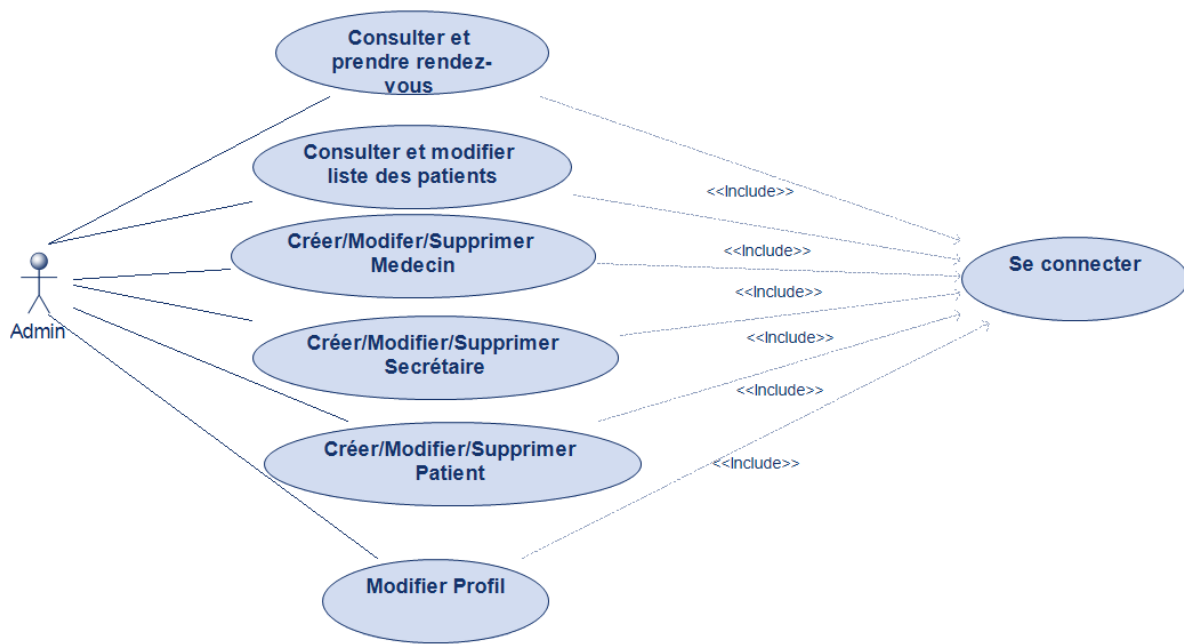 Consulter et
prendre rendez-
vous
Consulter et modifier
liste des patients
<<Include>>
Créer/Modifer/Supprimer
Medecin
<<Include>>
Se connecter
<<Include>>
Admin
Créer/Modifier/Supprimer
Secrétaire
<<Include>>
<<Include>>
Créer/Modifier/Supprimer
Patient
<<Include>>
Modifier Profil